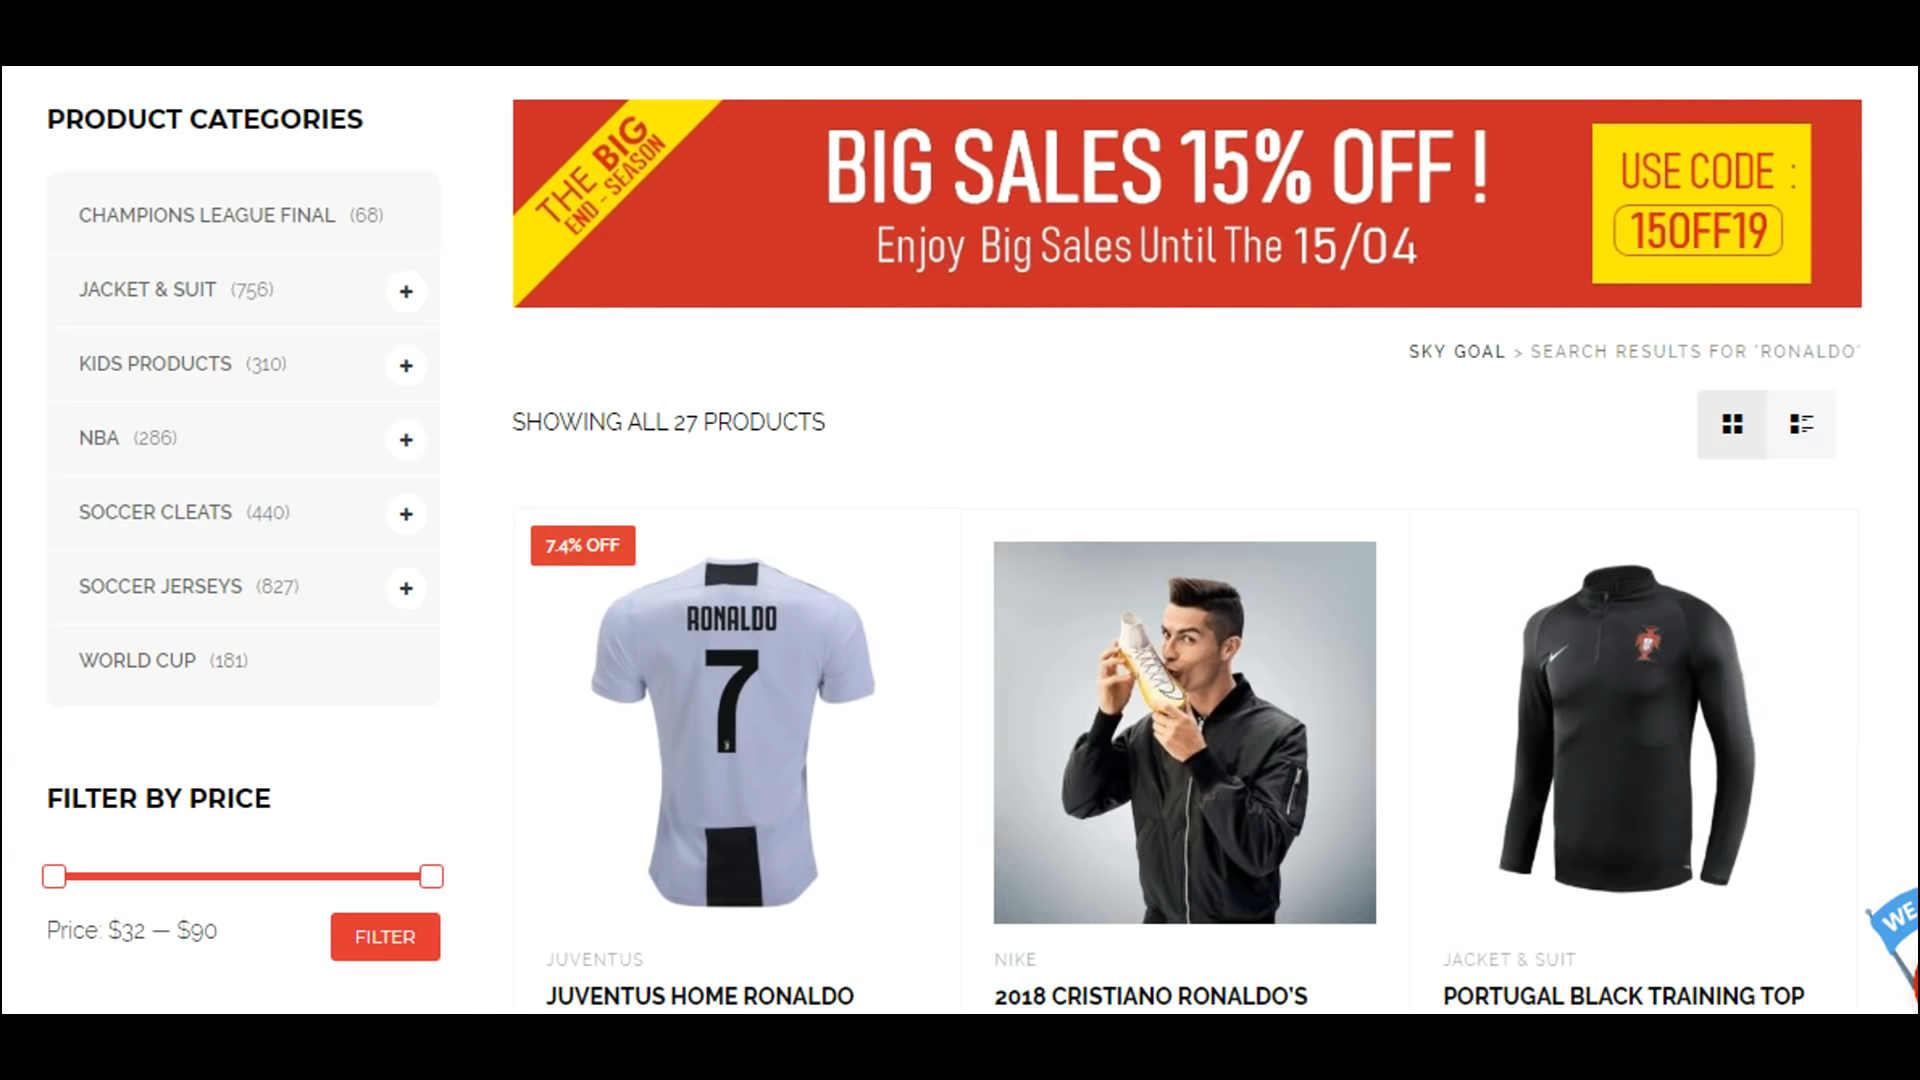 PRODUCT CATEGORIES
CHAMPIONS LEAGUE FINAL (68)
JACKET & SUIT (756)
KIDS PRODUCTS (310)
NBA (286)
SOCCER CLEATS (440)
SOCCER JERSEYS (827)
WORLD CUP (181)
FILTER BY PRICE
Price: $32 — $90
FILTER
THE BIG
END - SEASON
BIG SALES 15% OFF !
Enjoy Big Sales Until The 15/04
USE CODE :
15OFF19
SKY GOAL > SEARCH RESULTS FOR 'RONALDO'
SHOWING ALL 27 PRODUCTS
7.4% OFF
RONALDO
7
JUVENTUS
JUVENTUS HOME RONALDO
NIKE
2018 CRISTIANO RONALDO'S
JACKET & SUIT
PORTUGAL BLACK TRAINING TOP
WE